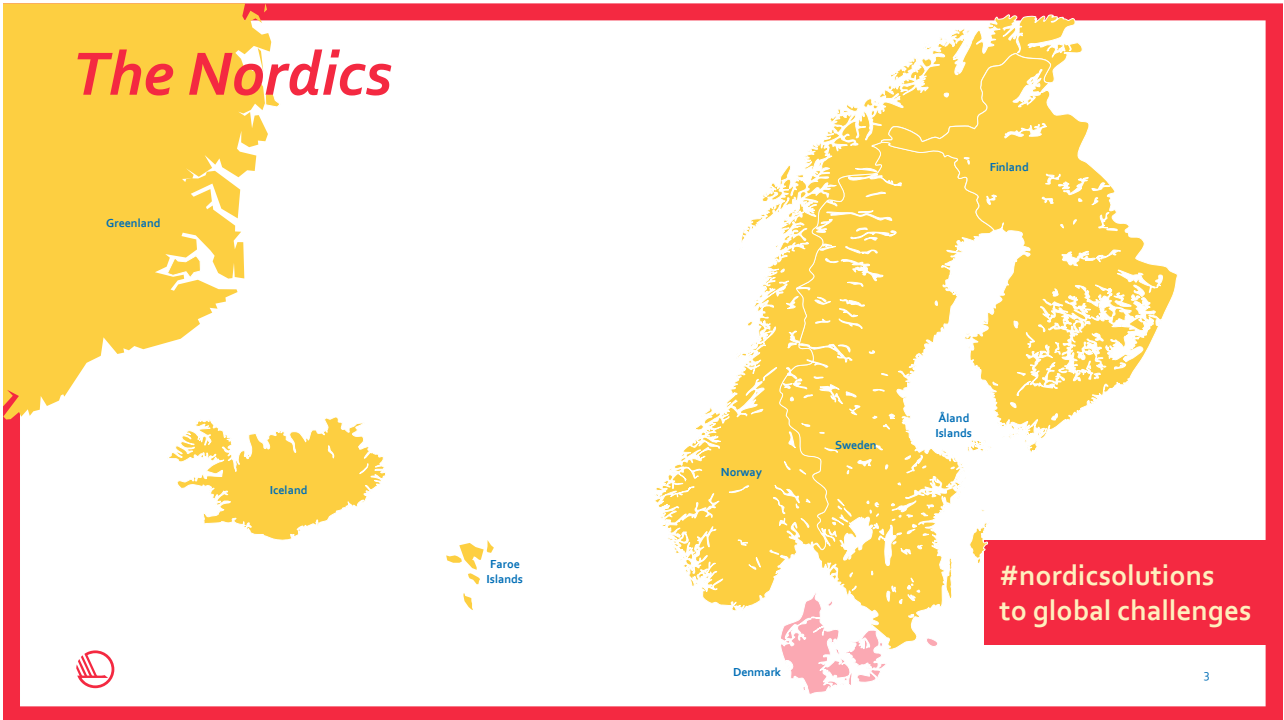 The Nordics
Finland
Greenland
Åland
Islands
Sweden
Norway
Iceland
Faroe
Islands
#nordicsolutions
to global challenges
Denmark
3